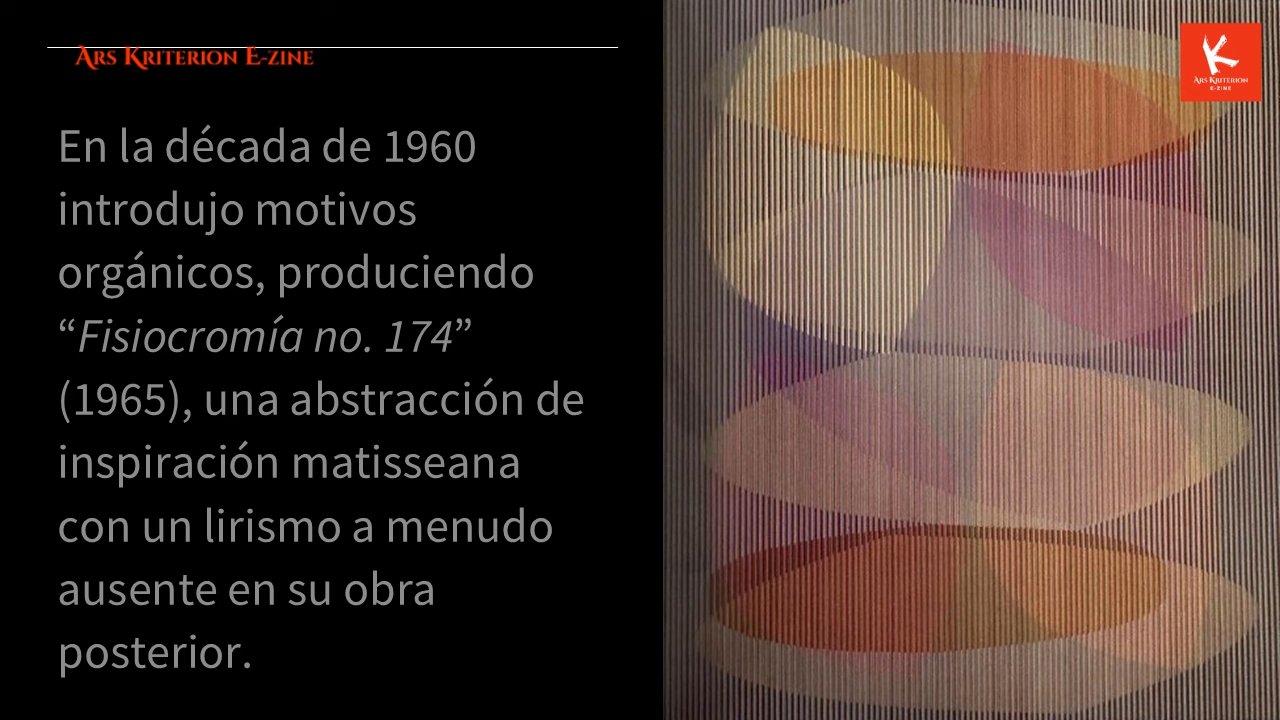 Ars Kriterion E-zine
En la década de 1960
introdujo motivos
orgánicos, produciendo
“Fisiocromía no. 174”
(1965), una abstracción de
inspiración matisseana
con un lirismo a menudo
ausente en su obra
posterior.
K
Ars Kriterion
E-ZINE